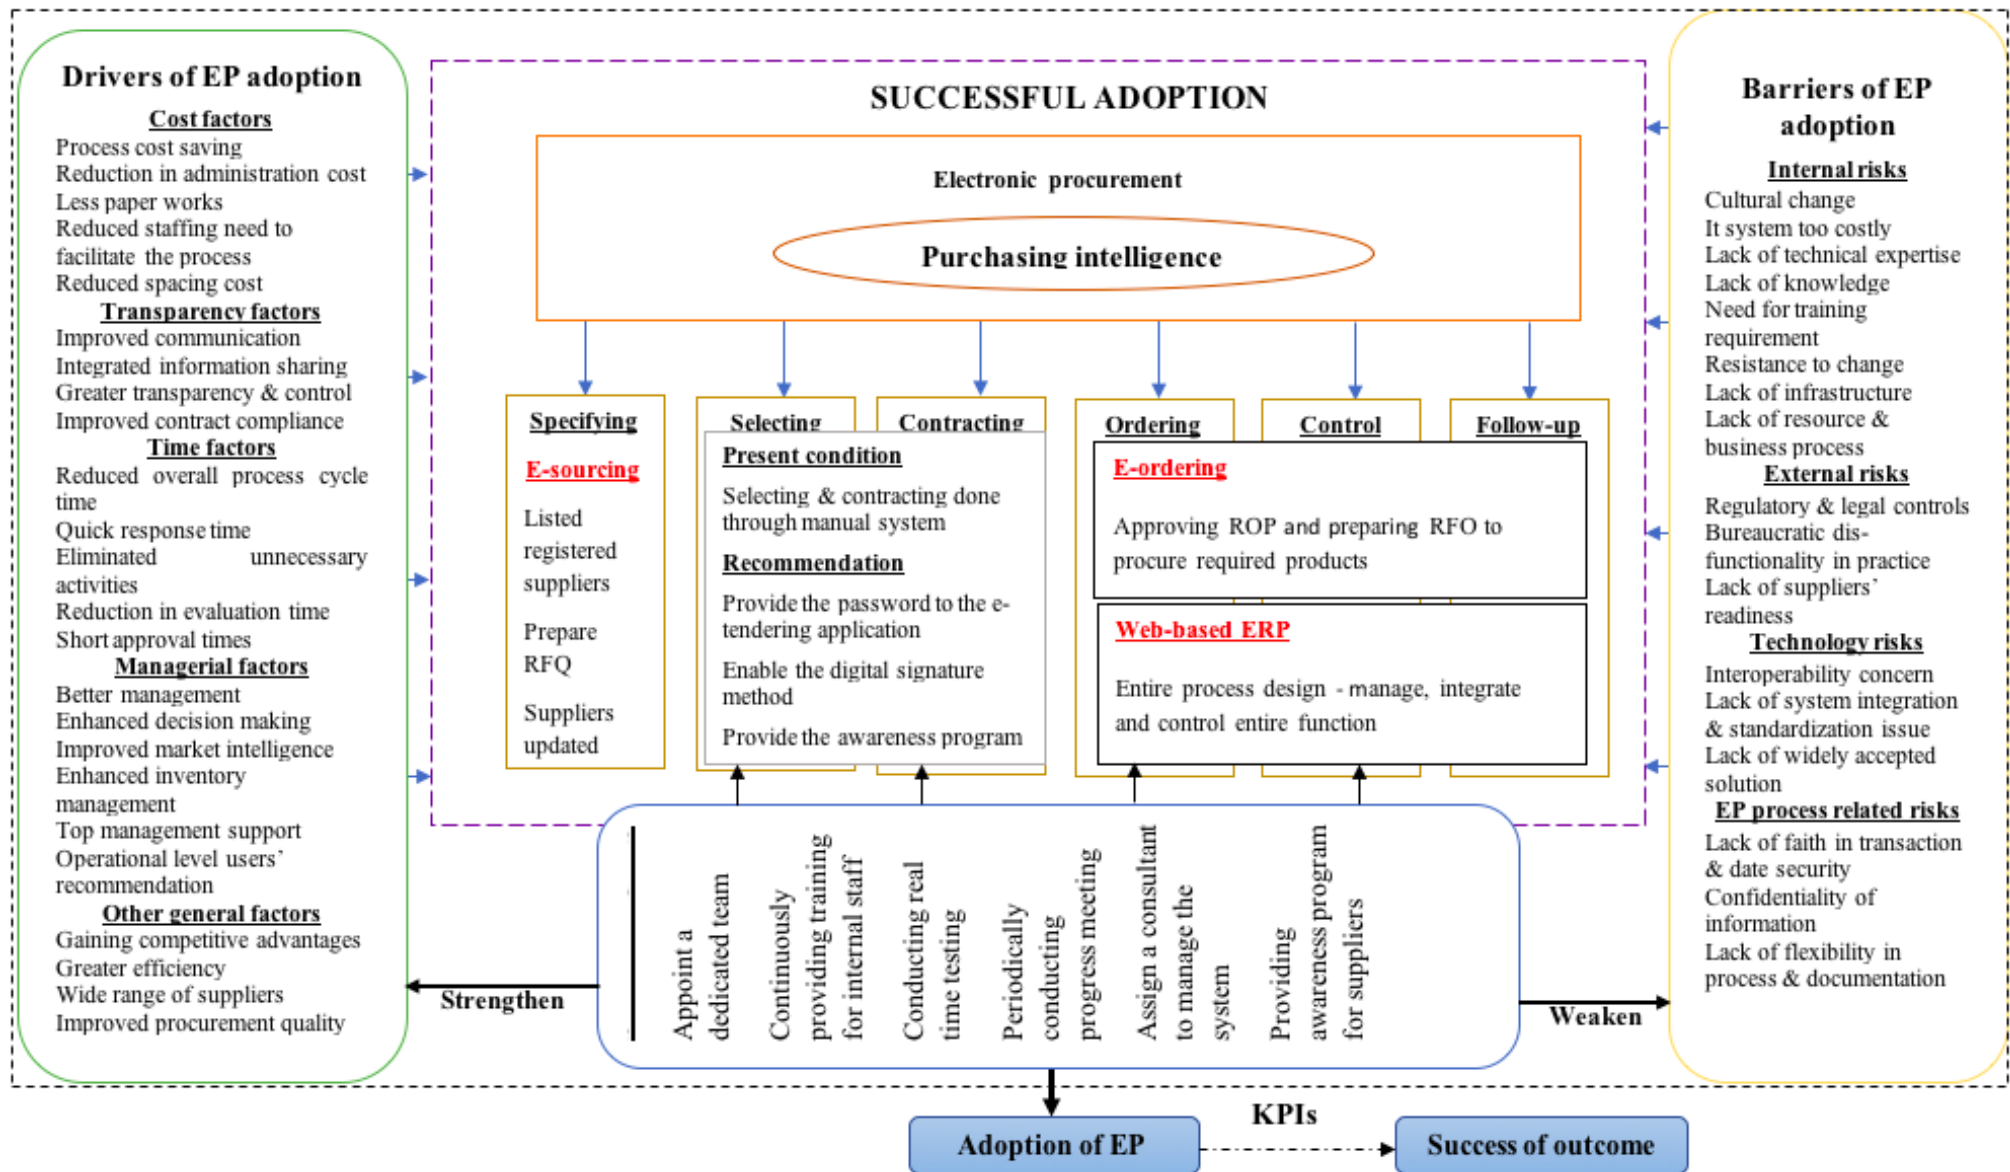 Drivers of EP adoption
Cost factors
Process cost saving
Reduction in administration cost
Less paper works
Reduced staffing need to
facilitate the process
Reduced spacing cost
Transparency factors
Improved communication
Integrated information sharing
Greater transparency & control
Improved contract compliance
Time factors
Reduced overall process cycle
time
Quick response time
Eliminated unnecessary
activities
Reduction in evaluation time
Short approval times
Managerial factors
Better management
Enhanced decision making
Improved market intelligence
Enhanced inventory
management
Top management support
Operational level users’
recommendation
Other general factors
Gaining competitive advantages
Greater efficiency
Wide range of suppliers
Improved procurement quality
SUCCESSFUL ADOPTION
Electronic procurement
Purchasing intelligence
Specifying
E-sourcing
Listed
registered
suppliers
Prepare
RFQ
Suppliers
updated
Selecting
Contracting
Present condition
Selecting & contracting done
through manual system
Recommendation
Provide the password to the e-
tendering application
Enable the digital signature
method
Provide the awareness program
Ordering
Control
Follow-up
E-ordering
Approving ROP and preparing RFO to
procure required products
Web-based ERP
Entire process design - manage, integrate
and control entire function
Appoint a
dedicated team
Continuously
providing training
for internal staff
Conducting real
time testing
Periodically
conducting
progress meeting
Assign a consultant
to manage the
system
Providing
awareness program
for suppliers
Strengthen
Weaken
Barriers of EP
adoption
Internal risks
Cultural change
It system too costly
Lack of technical expertise
Lack of knowledge
Need for training
requirement
Resistance to change
Lack of infrastructure
Lack of resource &
business process
External risks
Regulatory & legal controls
Bureaucratic dis-
functionality in practice
Lack of suppliers’
readiness
Technology risks
Interoperability concern
Lack of system integration
& standardization issue
Lack of widely accepted
solution
EP process related risks
Lack of faith in transaction
& date security
Confidentiality of
information
Lack of flexibility in
process & documentation
Adoption of EP
KPIs
Success of outcome